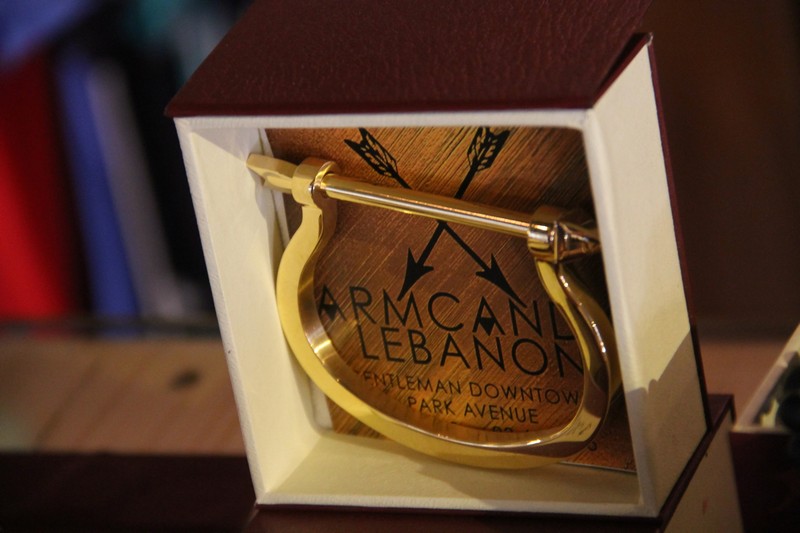 ARMCAND
LEBANON
ENTLEMAN DOWNTOW
PARK AVENUE